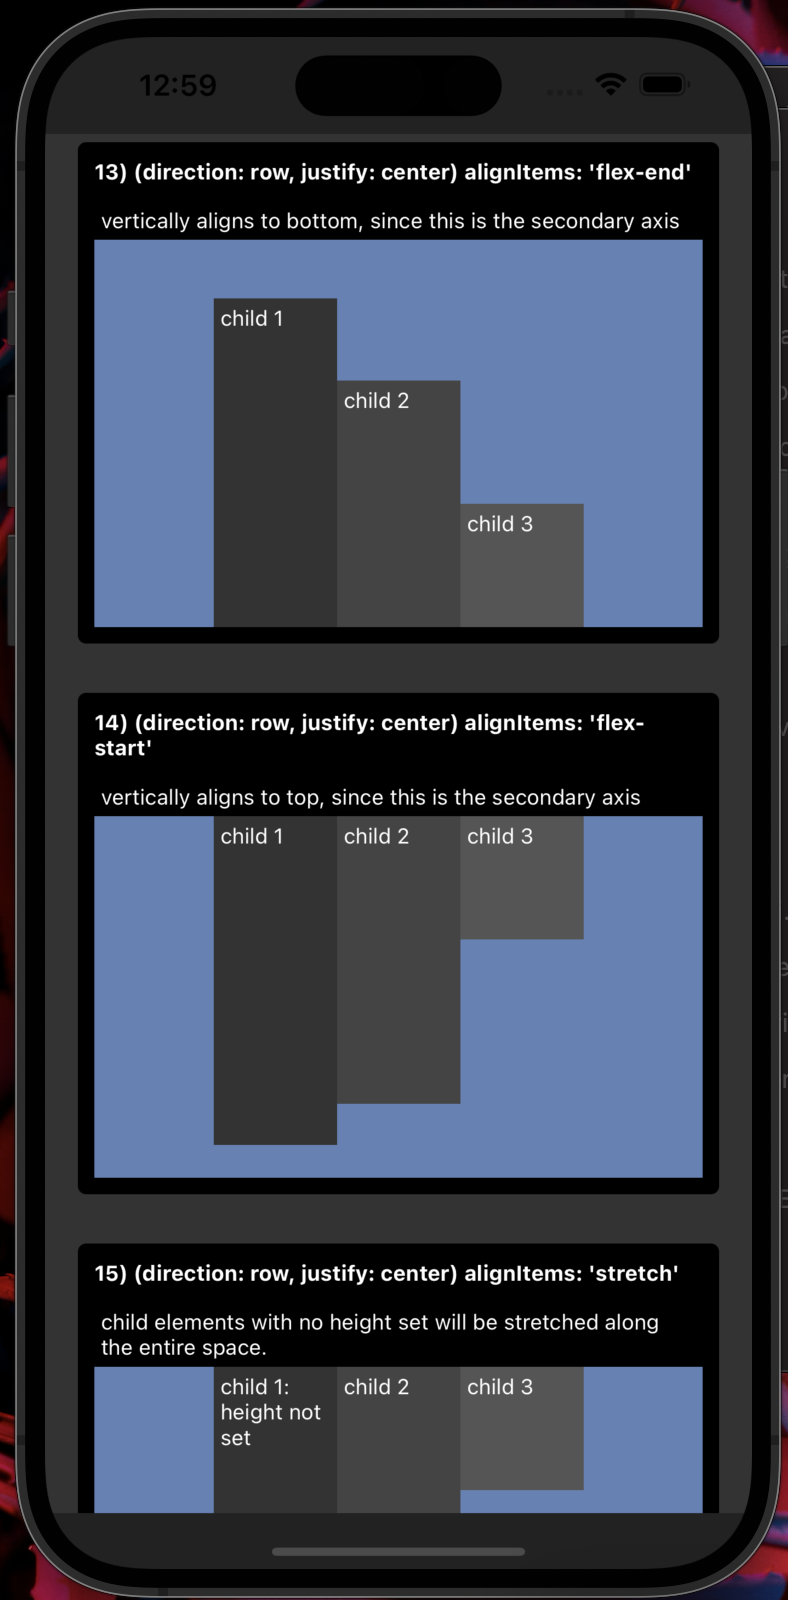 12:59
13) (direction: row, justify: center) alignItems: 'flex-end'
vertically aligns to bottom, since this is the secondary axis
child 1
child 2
child 3
14) (direction: row, justify: center) alignItems: 'flex-
start'
vertically aligns to top, since this is the secondary axis
child 1 child 2 child 3
15) (direction: row, justify: center) alignItems: 'stretch'
child elements with no height set will be stretched along
the entire space.
child 1: child 2 child 3
height not
set